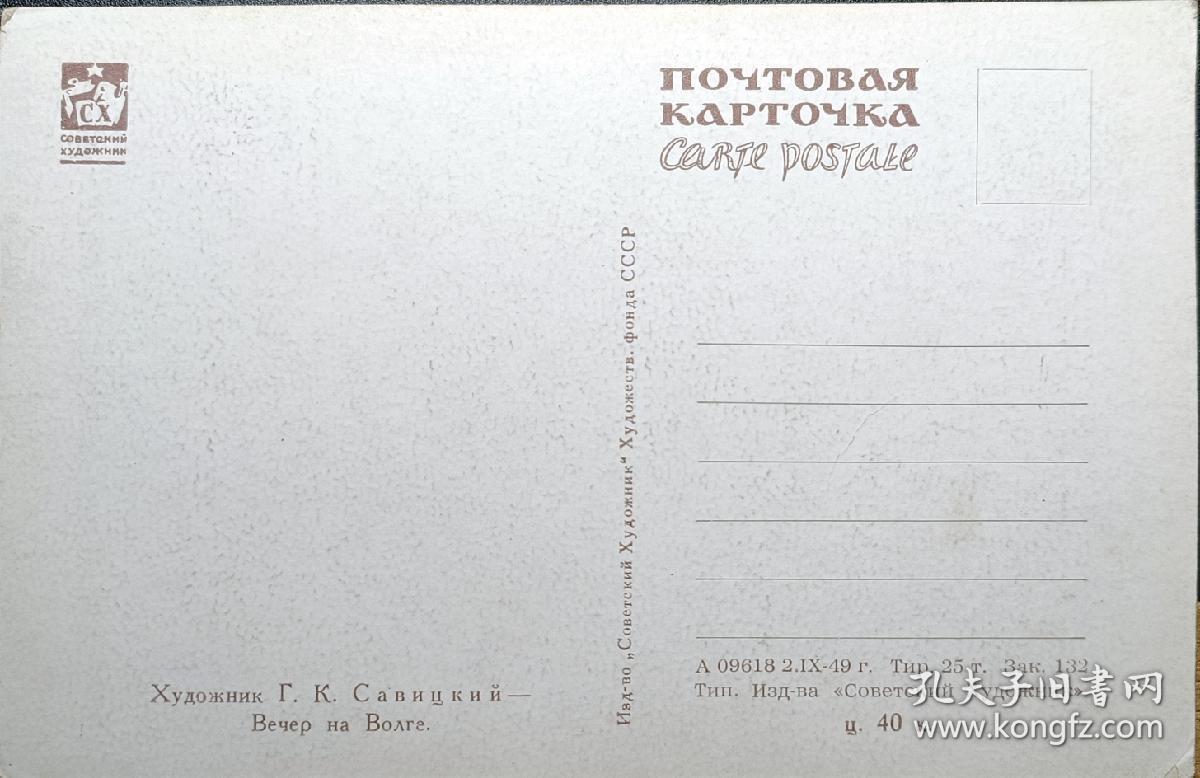 СХ
СОВЕТСКИЙ
ХУДОЖНИК
ПОЧТОВАЯ
КАРТОЧКА
CARTE POSTALE
Изд-во „Советский Художник“ Художеств. фонда СССР
Художник Г. К. Савицкий—
Вечер на Волге.
А 09618 2.IX-49 г. Тир. 25 т. Зак. 132
Тип. Изд-ва «Советский Художник»
ц. 40
孔夫子旧书网
www.kongfz.com